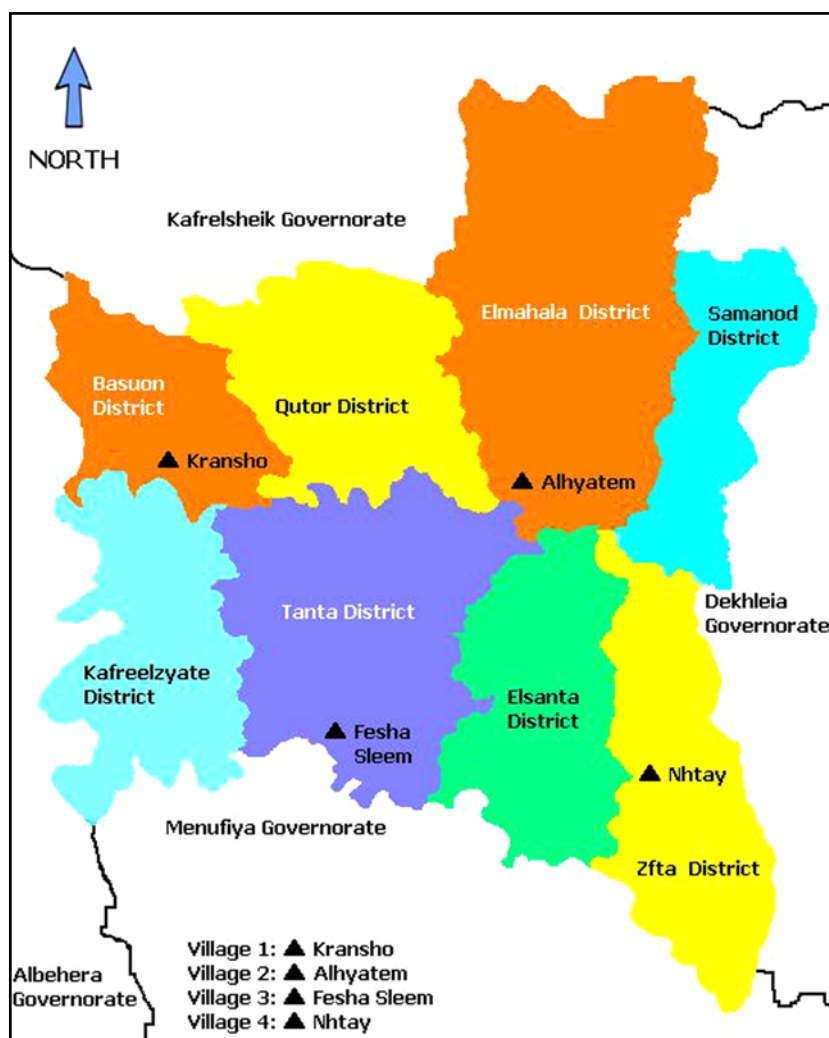 NORTH
Kafrelsheik Governorate
Elmahala District
Samanod
District
Basuon
District
Qutor District
Kransho
Alhyatem
Tanta District
Dekhleia
Governorate
Kafreelzyate
District
Elsanta
District
Fesha
Sleem
Nhtay
Menufiya Governorate
Zfta District
Village 1: ▲ Kransho
Village 2: ▲ Alhyatem
Village 3: ▲ Fesha Sleem
Village 4: ▲ Nhtay
Albehera
Governorate